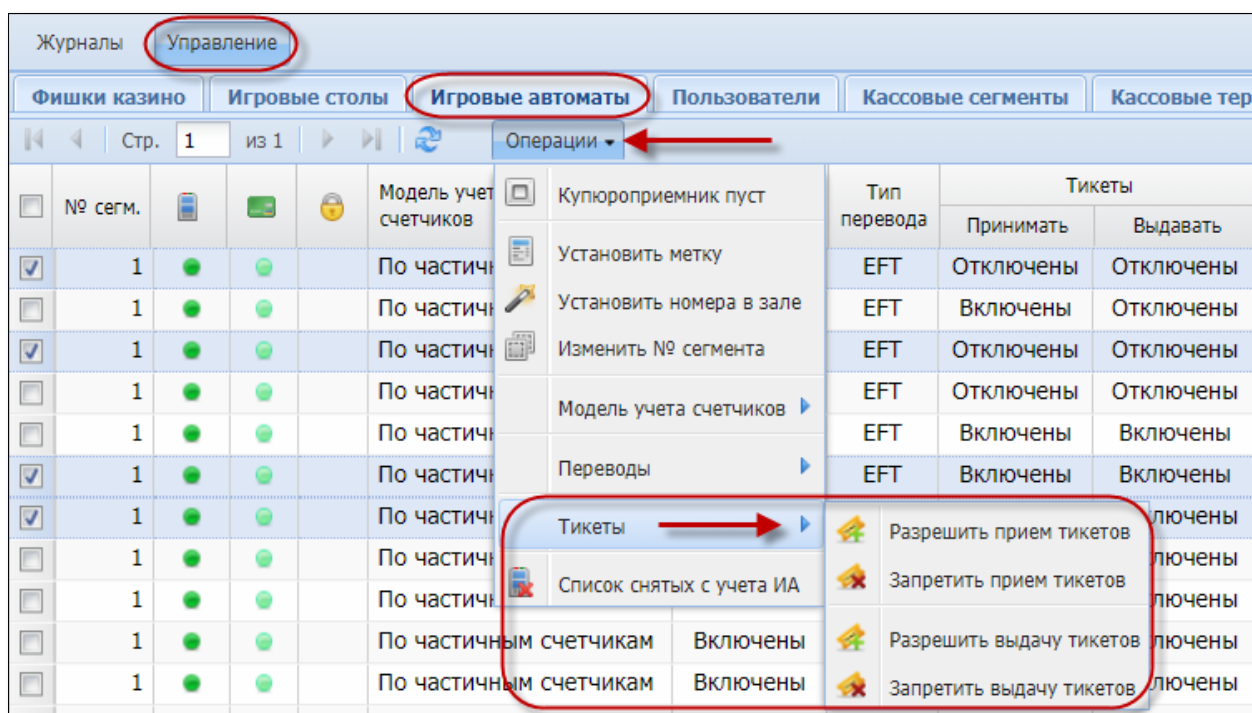 Журналы Управление
Фишки казино Игровые столы Игровые автоматы Пользователи Кассовые сегменты Кассовые тер
Стр. 1 из 1 Операции
№ сегм. Модель учет счетчиков Тип перевода Тикеты
Принимать Выдавать
1 По частичн EFT Отключены Отключены
1 По частичн EFT Включены Отключены
1 По частичн EFT Отключены Отключены
1 По частичн EFT Отключены Отключены
1 По частичн EFT Включены Включены
1 По частичн EFT Включены Включены
1 По частичн лючены
1 По частичн лючены
1 По частичн лючены
1 По частичным счетчикам Включены лючены
1 По частичным счетчикам Включены лючены
Купюроприемник пуст
Установить метку
Установить номера в зале
Изменить № сегмента
Модель учета счетчиков
Переводы
Тикеты
Список снятых с учета ИА
Разрешить прием тикетов
Запретить прием тикетов
Разрешить выдачу тикетов
Запретить выдачу тикетов